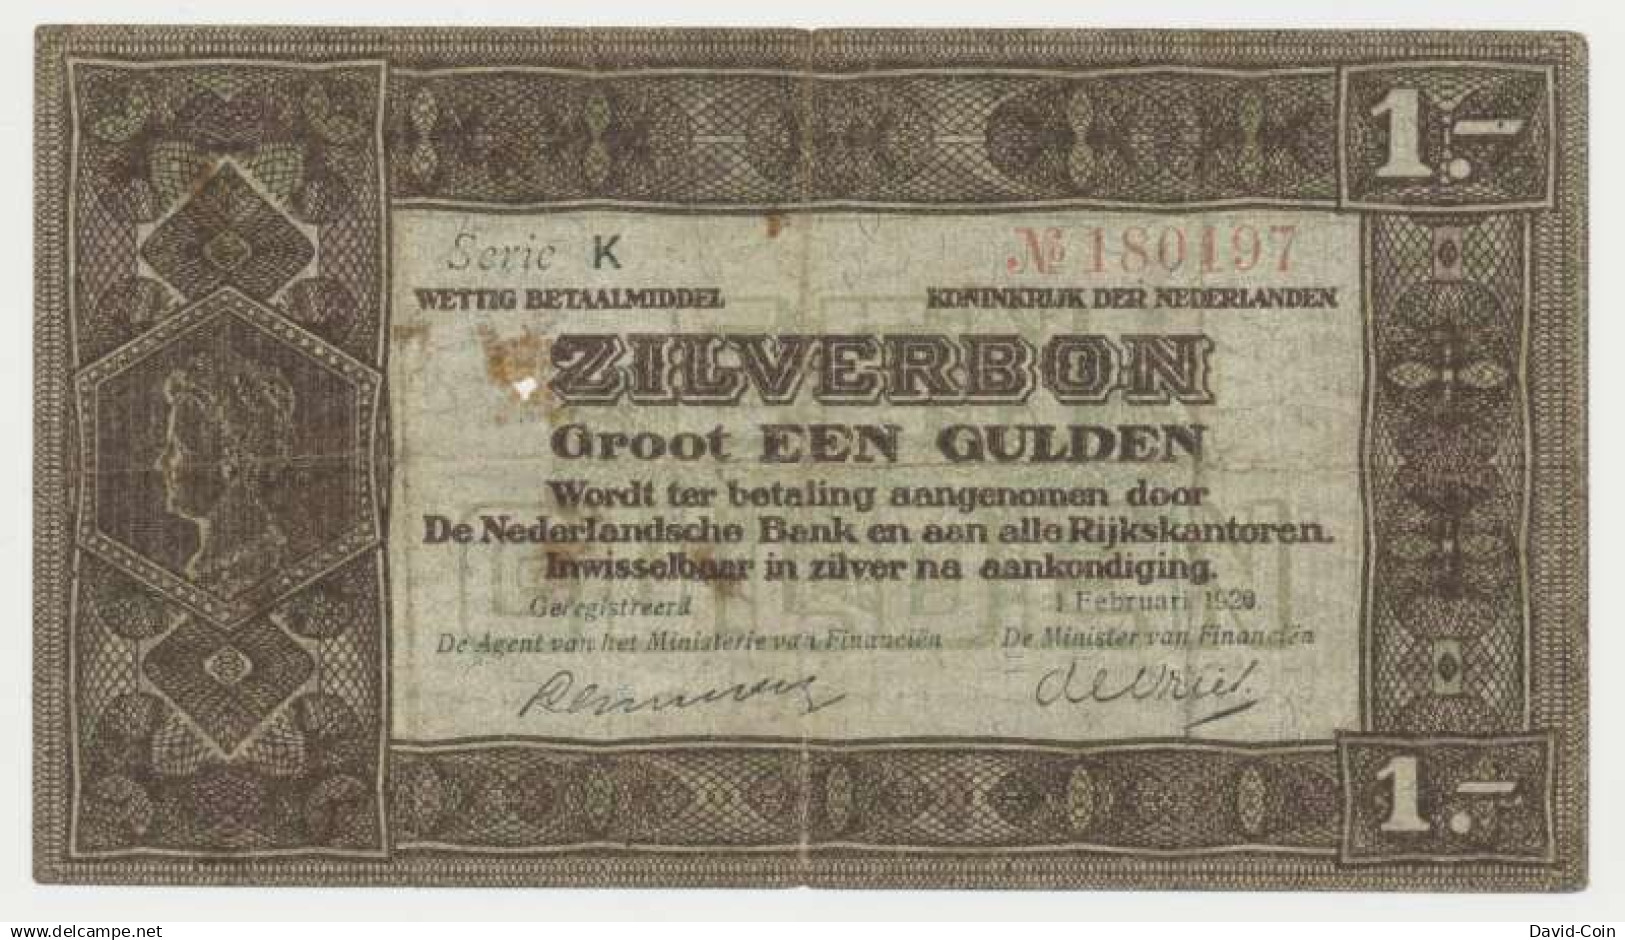 1.-
Serie K
№ 180197
WETTIG BETAALMIDDEL
KONINKRIJK DER NEDERLANDEN
ZILVERBON
Groot EEN GULDEN
Wordt ter betaling aangenomen door
De Nederlandsche Bank en aan alle Rijkskantoren.
Inwisselbaar in zilver na aankondiging.
Geregistreerd
1 Februari 1920.
De Agent van het Ministerie van Financiën
De Minister van Financiën
de Vries.
1.-
delcampe.net
David-Coin